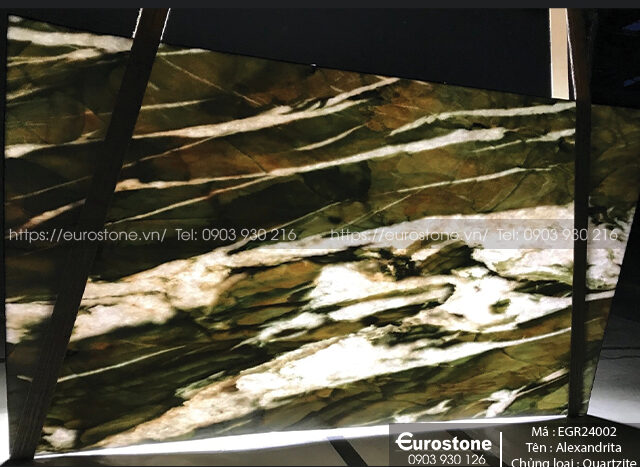 https://eurostone.vn/ Tel: 0903 930 216 https://eurostone.vn/ Tel: 0903 930 216
Eurostone
0903 930 126
Mã : EGR24002
Tên : Alexandrita
Chủng loại : Quartzite